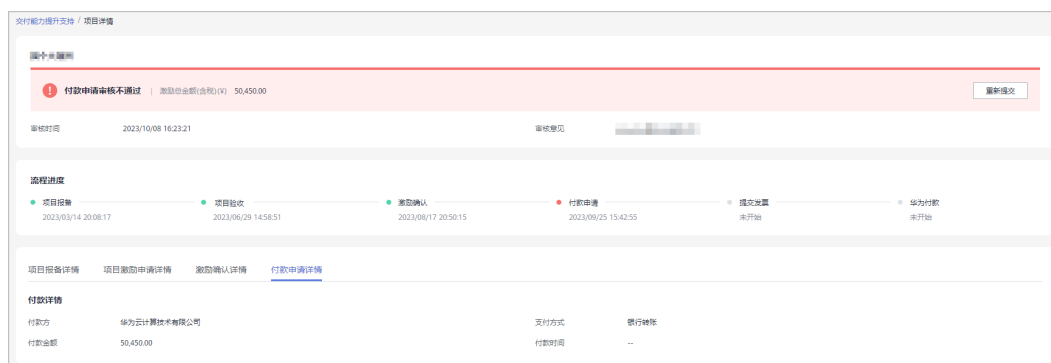 交付能力提升支持 / 项目详情
付款申请审核不通过 | 激励总金额(含税)(¥) 50,450.00 重新提交
审核时间 2023/10/08 16:23:21 审核意见
流程进度
项目报备 项目验收 激励确认 付款申请 提交发票 华为付款
2023/03/14 20:08:17 2023/06/29 14:58:51 2023/08/17 20:50:15 2023/09/25 15:42:55 未开始 未开始
项目报备详情 项目激励申请详情 激励确认详情 付款申请详情
付款详情
付款方 华为云计算技术有限公司 支付方式 银行转账
付款金额 50,450.00 付款时间 --